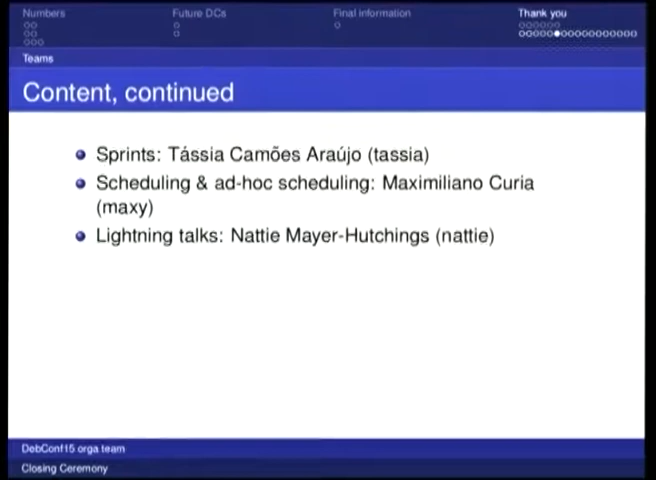 Numbers
Future DCs
Final information
Thank you
Teams
Content, continued
Sprints: Tássia Camões Araújo (tassia)
Scheduling & ad-hoc scheduling: Maximiliano Curia
(maxy)
Lightning talks: Nattie Mayer-Hutchings (nattie)
DebConf15 orga team
Closing Ceremony